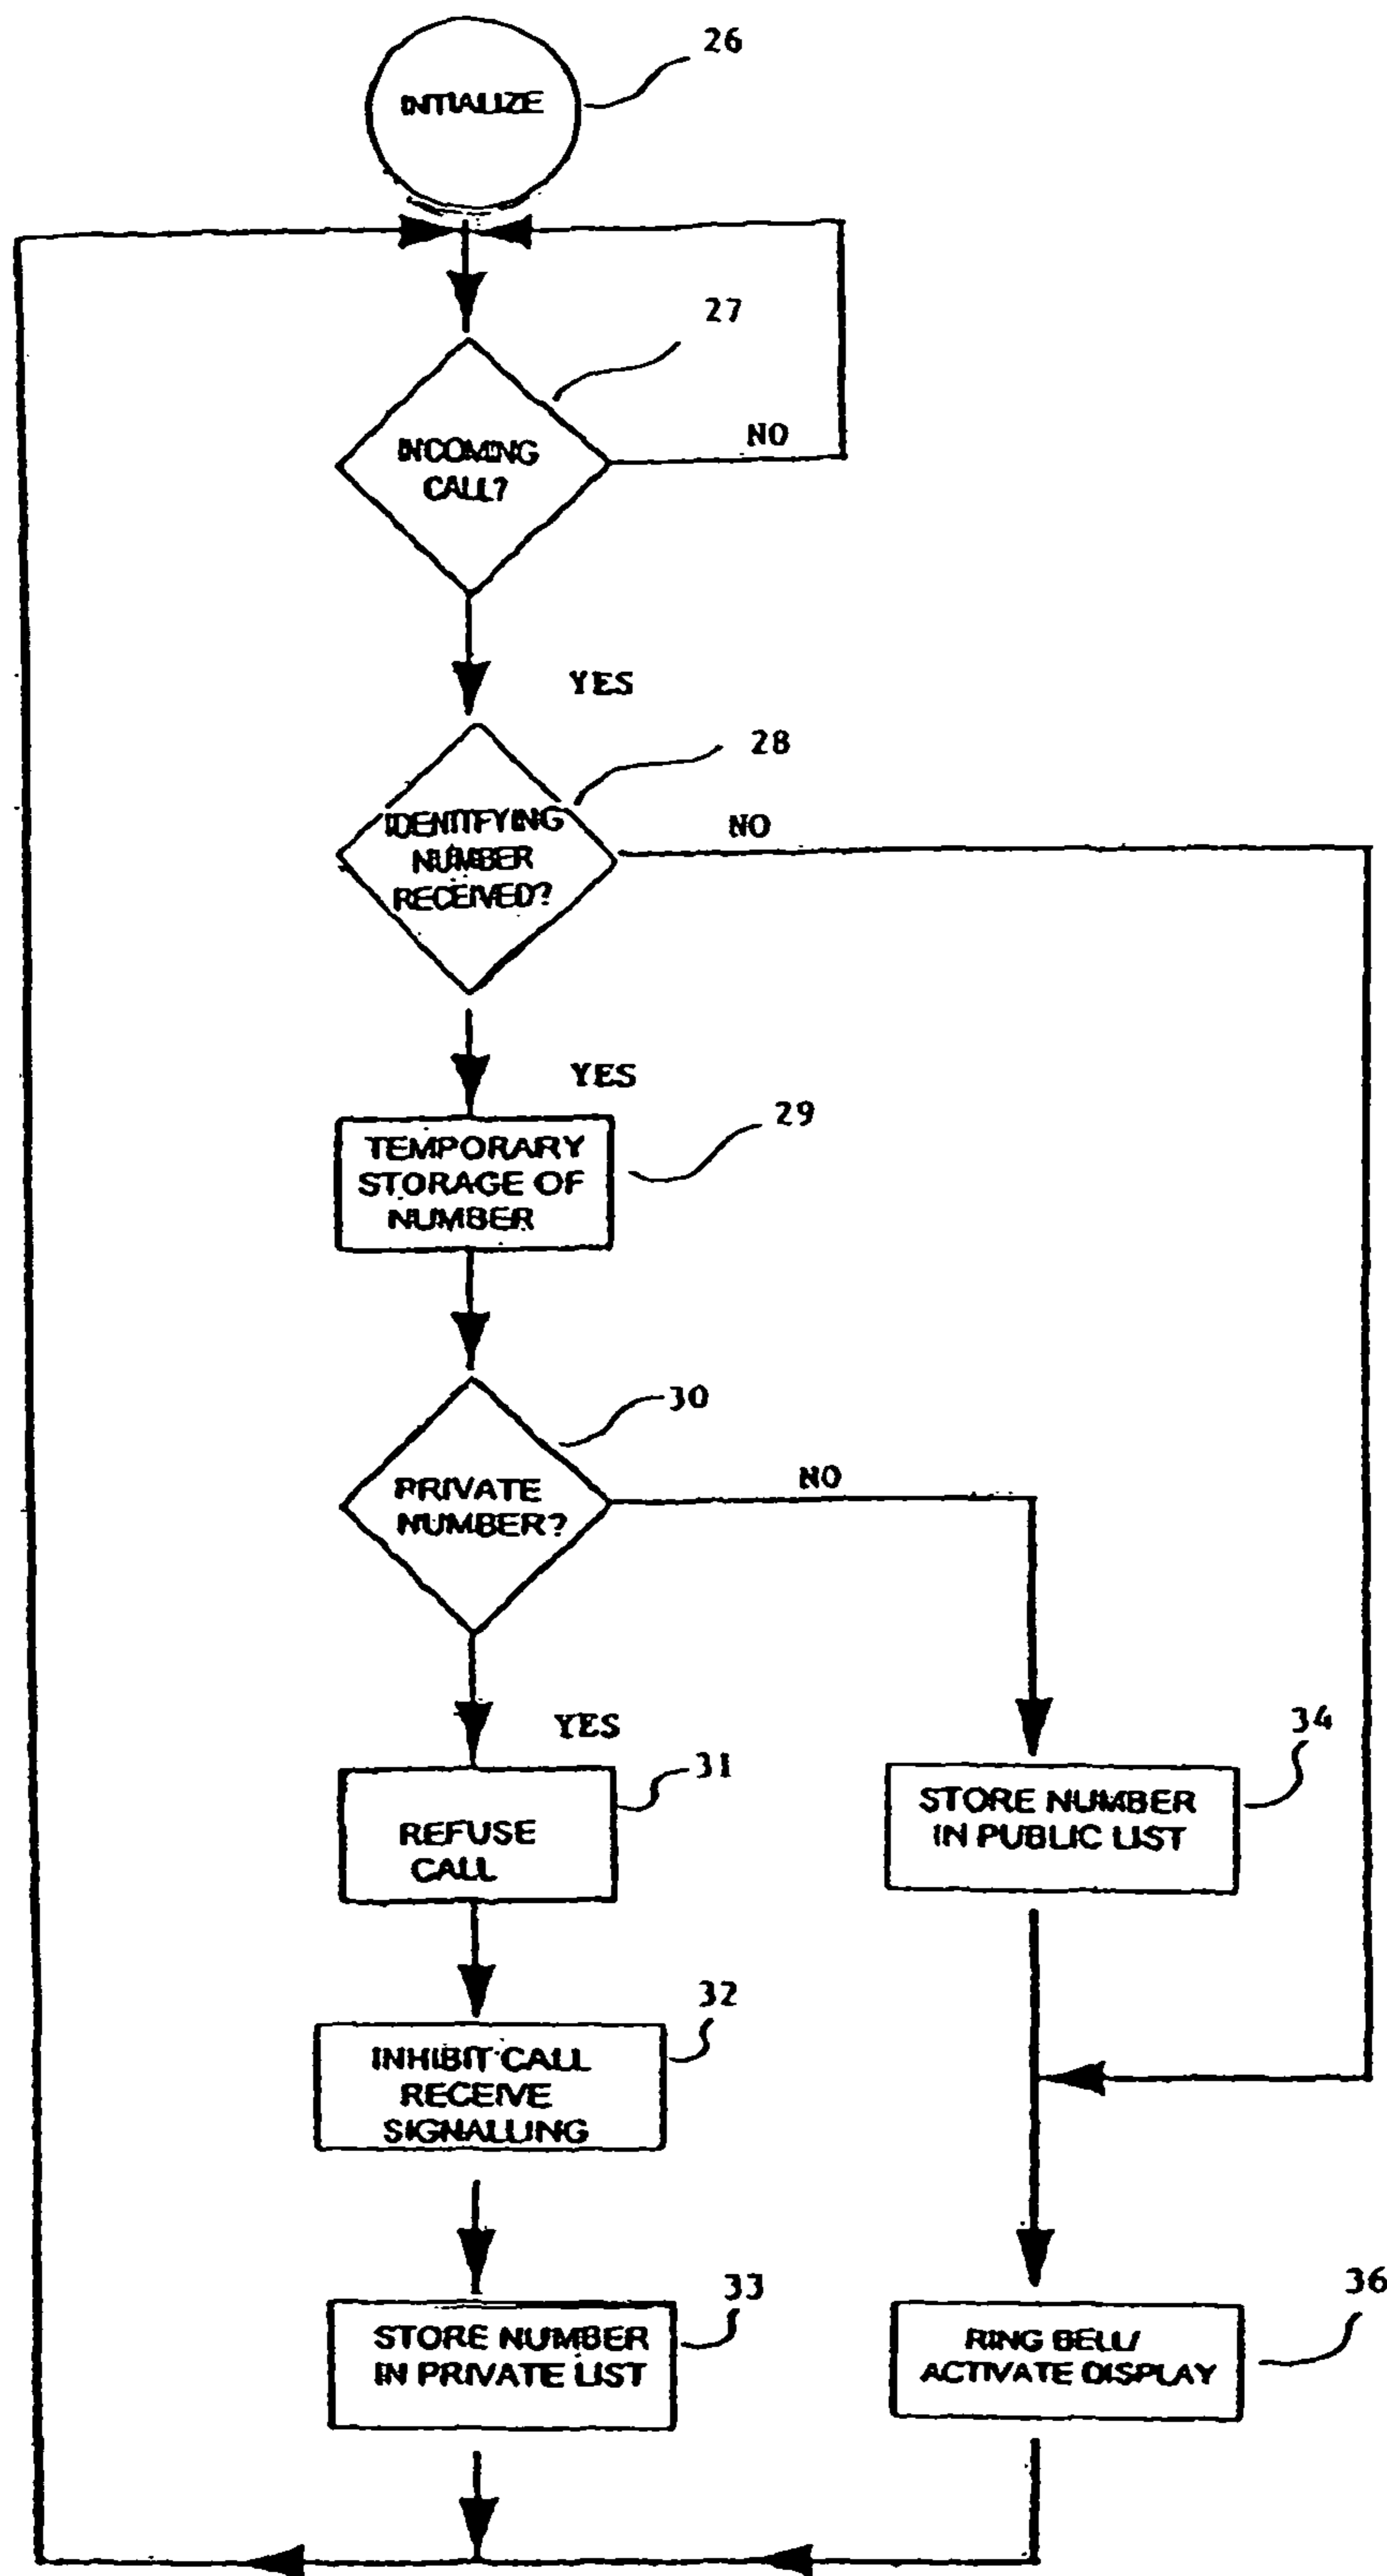 26
INITIALIZE
27
NO
INCOMING
CALL?
YES
28
NO
IDENTIFYING
NUMBER
RECEIVED?
YES
29
TEMPORARY
STORAGE OF
NUMBER
30
NO
PRIVATE
NUMBER?
YES
31
REFUSE
CALL
34
STORE NUMBER
IN PUBLIC LIST
32
INHIBIT CALL
RECEIVE
SIGNALLING
33
STORE NUMBER
IN PRIVATE LIST
36
RING BELL/
ACTIVATE DISPLAY